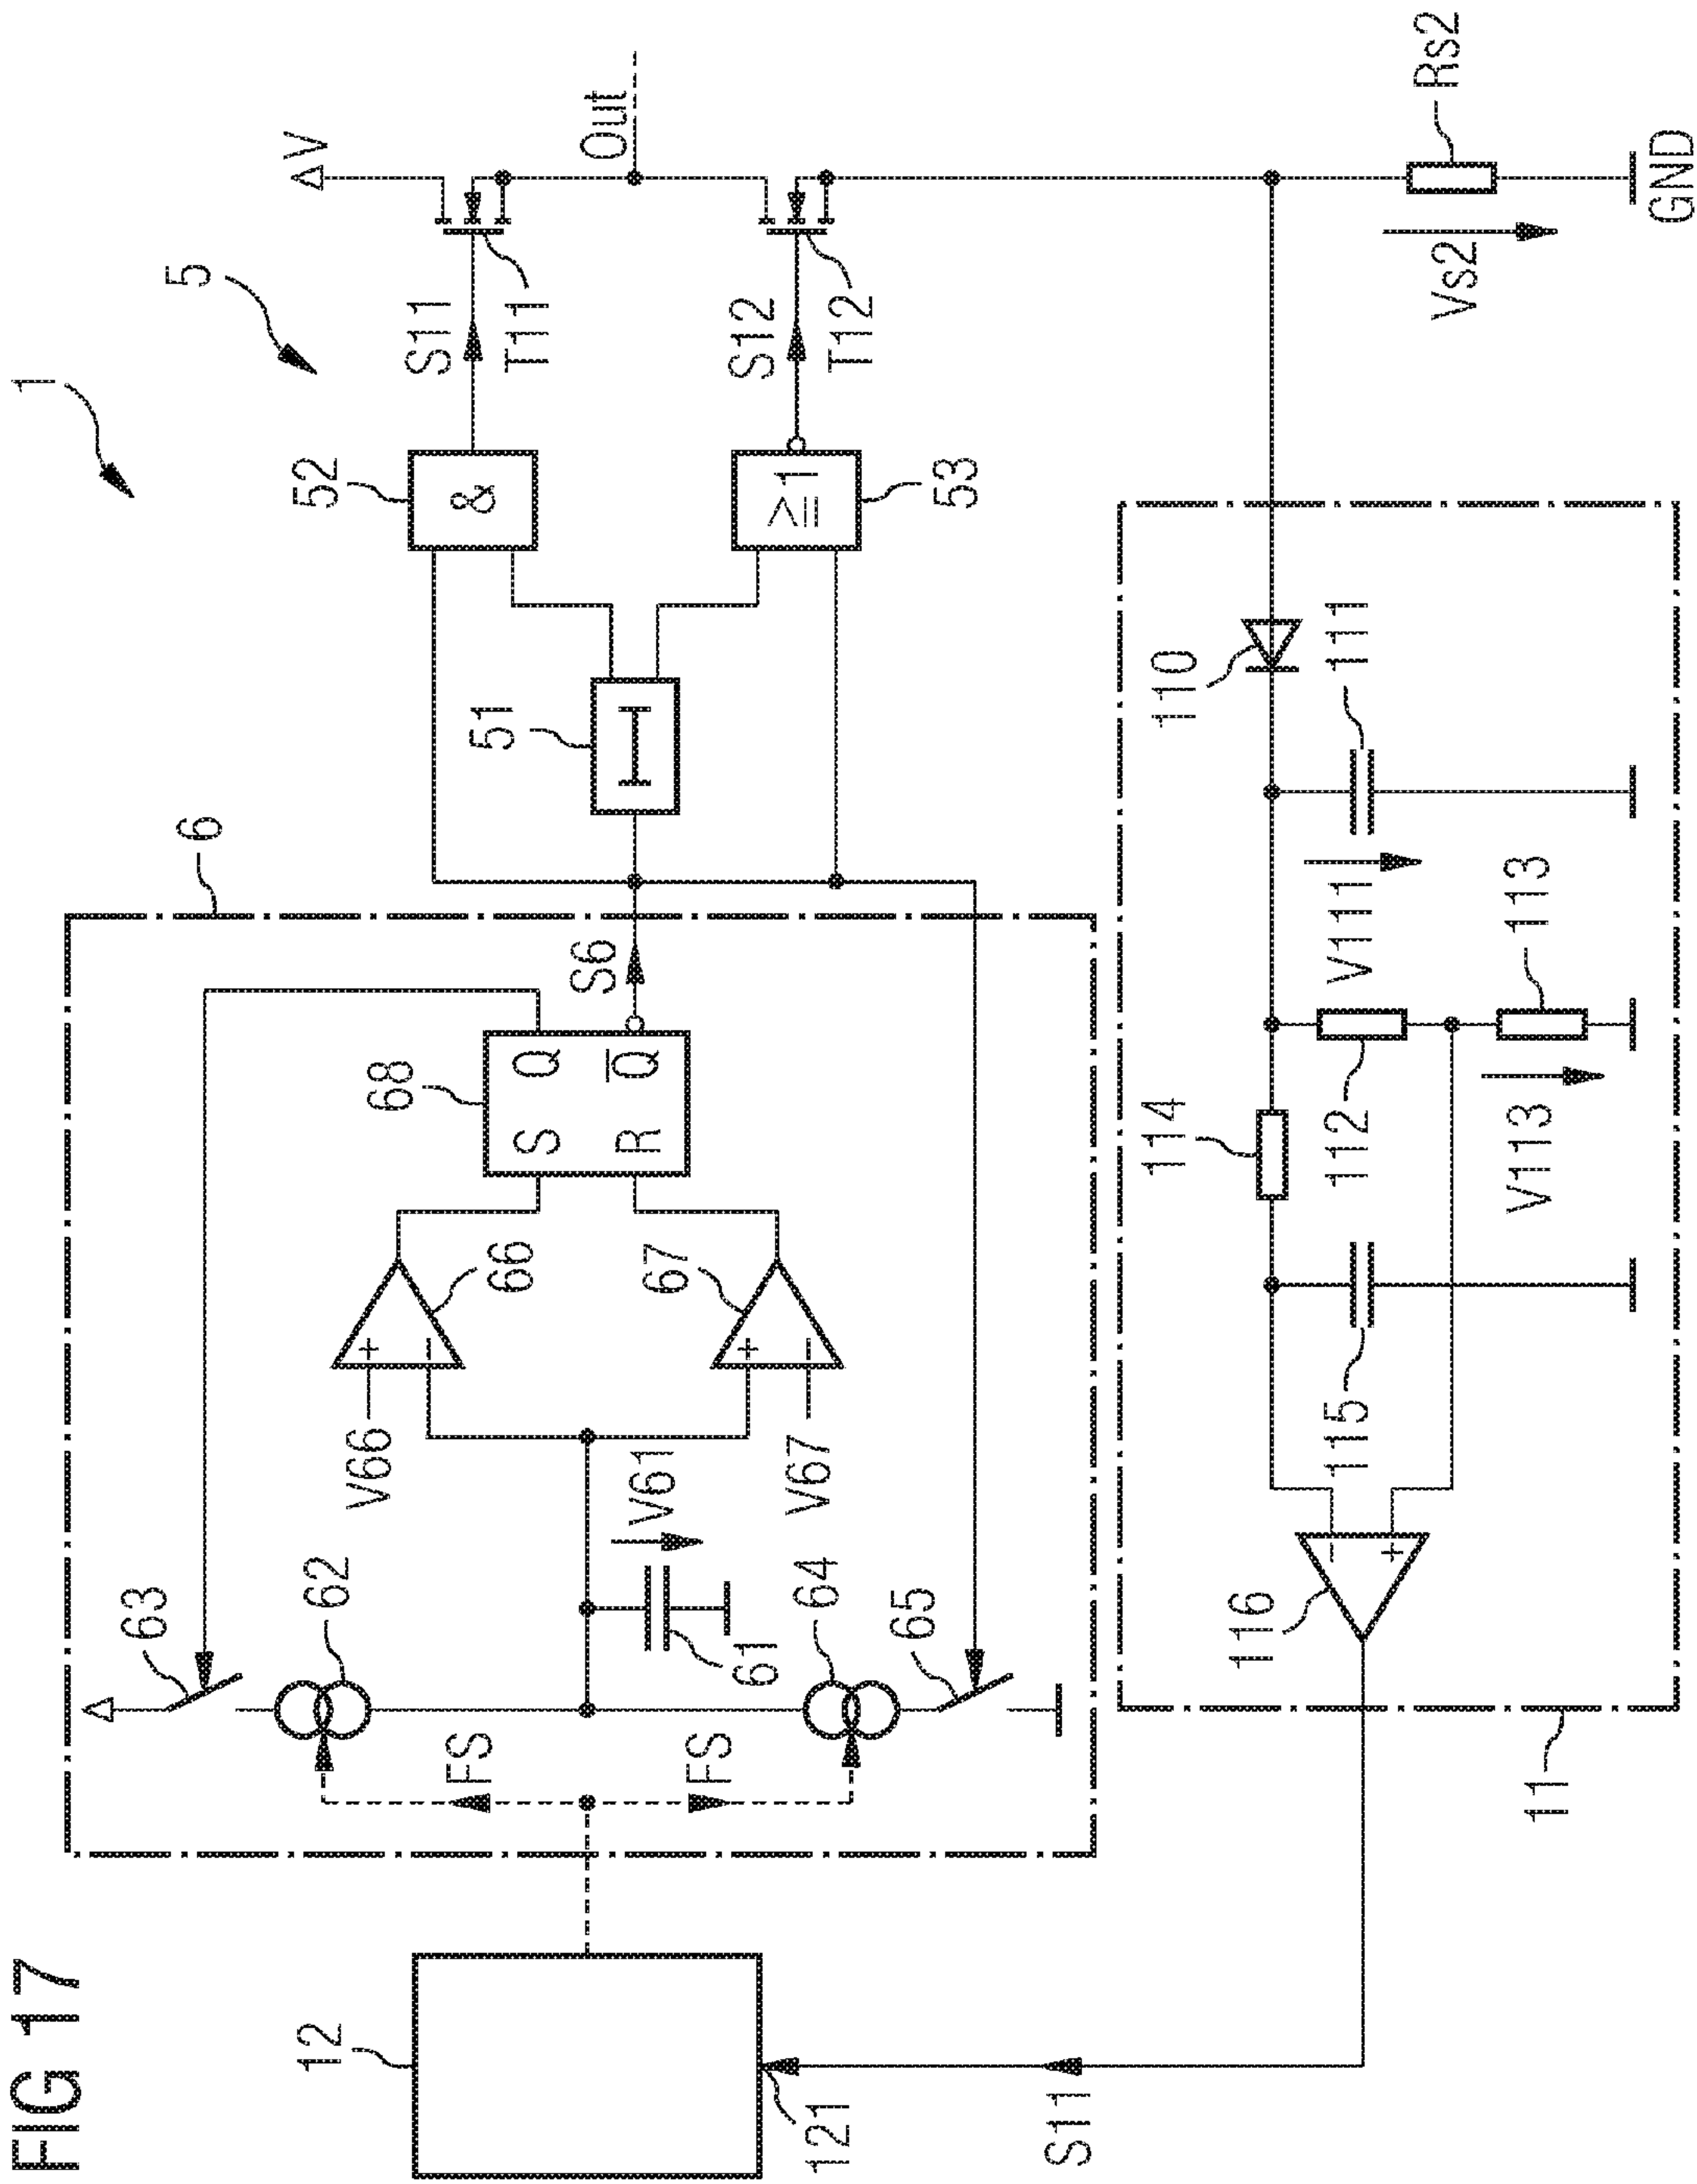 FIG 17
1
5
V
52
&
S11
T11
Out
6
51
53
≥1
S12
T12
63
62
FS
FS
64
65
61
V61
V66
V67
+
−
66
+
−
67
68
S
Q
R
Q̅
S6
12
121
S11
11
116
−
+
115
114
112
113
V113
V111
111
110
Vs2
Rs2
GND